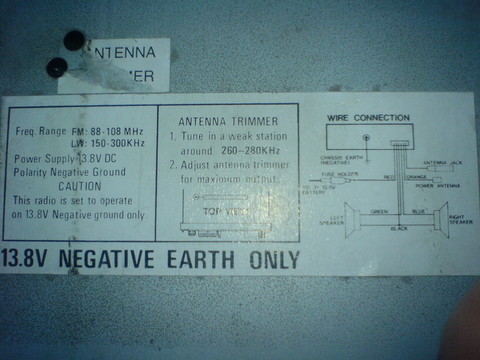 ANTENNA
MMER
Freq. Range FM: 88-108 MHz
LW: 150-300KHz
Power Supply 13.8V DC
Polarity Negative Ground
CAUTION
This radio is set to operate
on 13.8V Negative ground only
ANTENNA TRIMMER
1. Tune in a weak station
around 260-280KHz
2. Adjust antenna trimmer
for maximum output.
TOP VIEW
WIRE CONNECTION
CHASSIS EARTH
(NEGATIVE)
FUSE HOLDER
ANTENNA JACK
RED
ORANGE
POWER ANTENNA
BATTERY
LEFT
SPEAKER
GREEN
BLUE
RIGHT
SPEAKER
BLACK
13.8V NEGATIVE EARTH ONLY